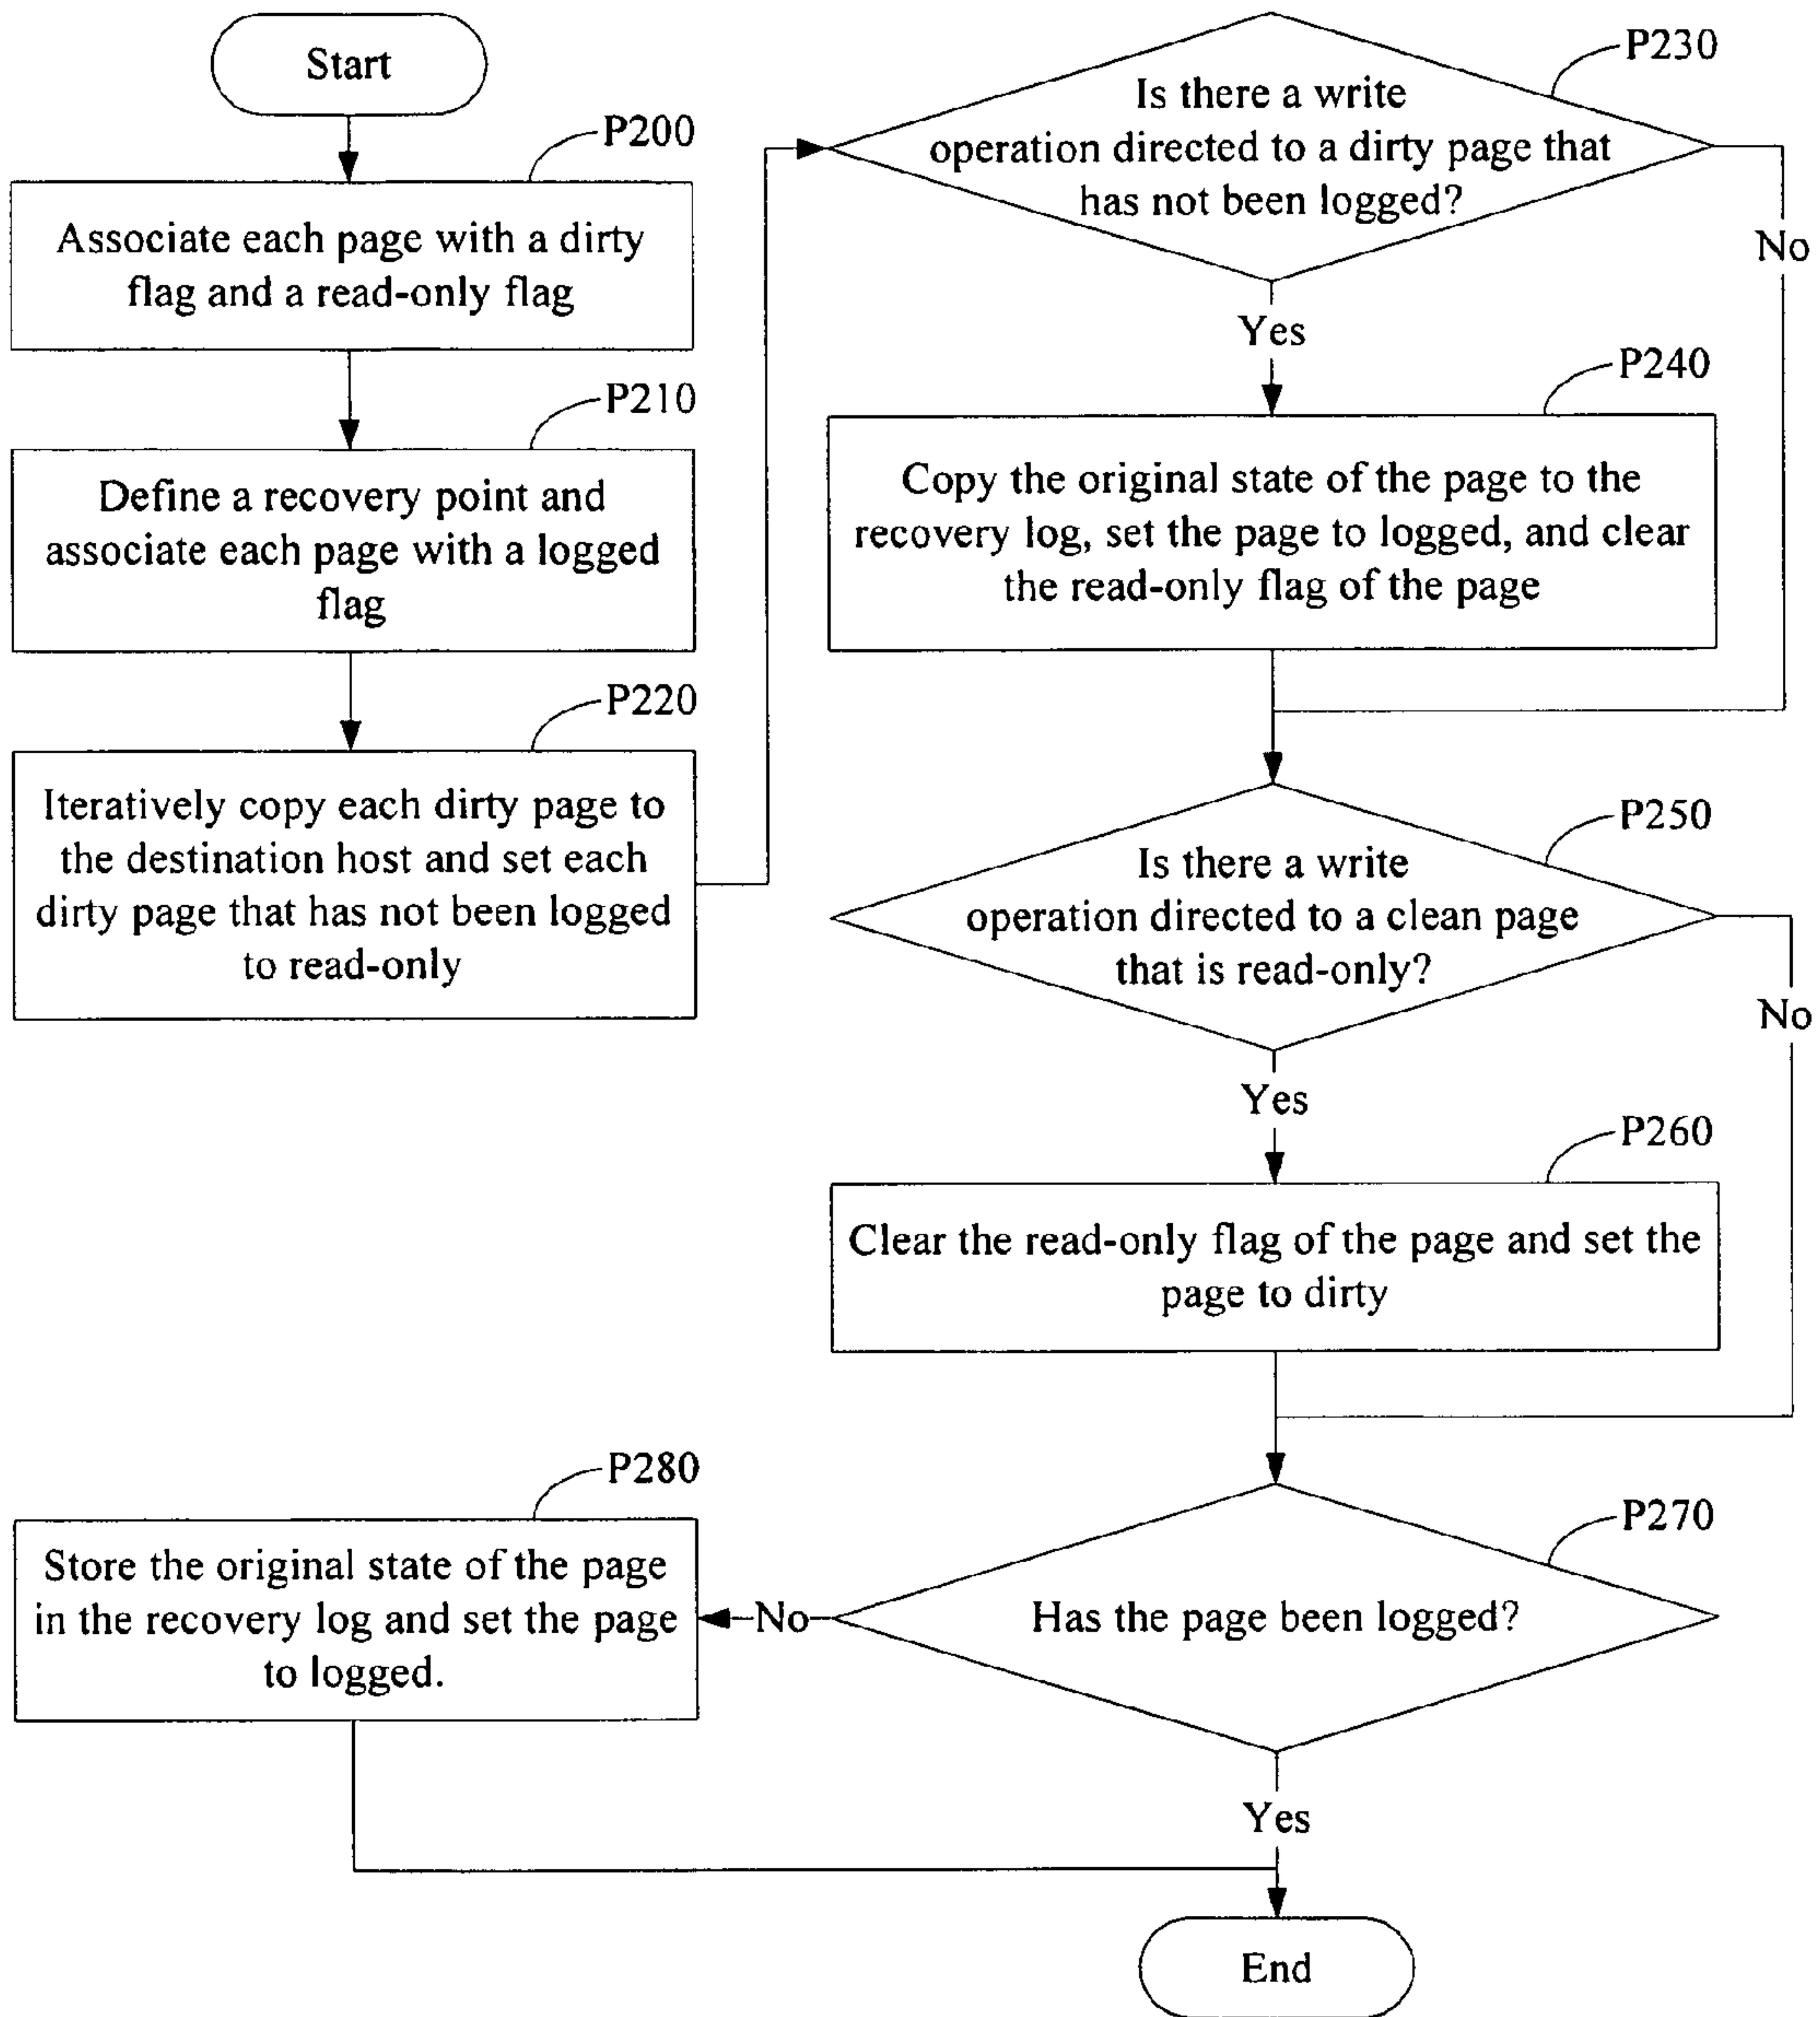 Start
P200
Associate each page with a dirty
flag and a read-only flag
P210
Define a recovery point and
associate each page with a logged
flag
P220
Iteratively copy each dirty page to
the destination host and set each
dirty page that has not been logged
to read-only
P230
Is there a write
operation directed to a dirty page that
has not been logged?
No
Yes
P240
Copy the original state of the page to the
recovery log, set the page to logged, and clear
the read-only flag of the page
P250
Is there a write
operation directed to a clean page
that is read-only?
No
Yes
P260
Clear the read-only flag of the page and set the
page to dirty
P270
Has the page been logged?
No
P280
Store the original state of the page
in the recovery log and set the page
to logged.
Yes
End